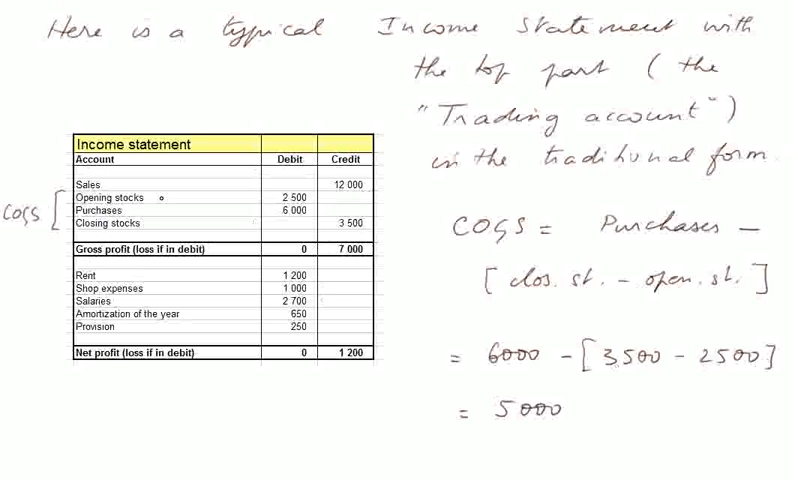 Here is a typical Income statement with
the top part (the
"Trading account")
in the traditional form.
Income statement
Account Debit Credit
Sales 12 000
Opening stocks 2 500
Purchases 6 000
Closing stocks 3 500
COGS
Gross profit (loss if in debit) 0 7 000
Rent 1 200
Shop expenses 1 000
Salaries 2 700
Amortization of the year 650
Provision 250
Net profit (loss if in debit) 0 1 200
COGS = Purchases –
[clos. st. – open. st.]
= 6000 – [3500 – 2500]
= 5000